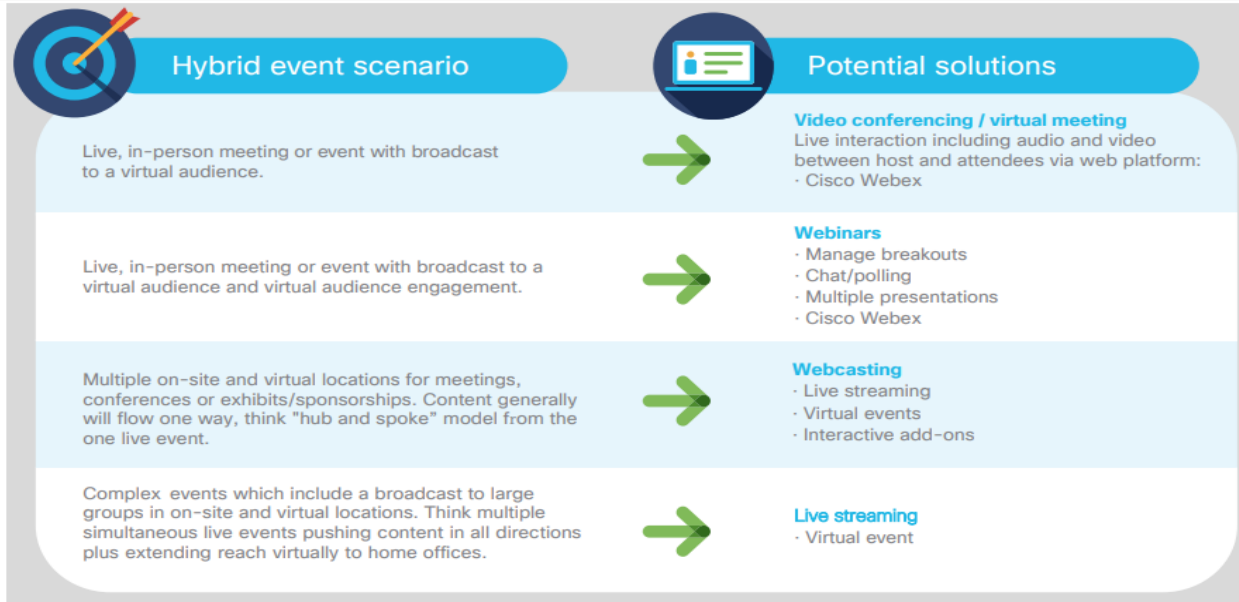 Hybrid event scenario
Potential solutions
Live, in-person meeting or event with broadcast
to a virtual audience.
Video conferencing / virtual meeting
Live interaction including audio and video
between host and attendees via web platform:
· Cisco Webex
Live, in-person meeting or event with broadcast to a
virtual audience and virtual audience engagement.
Webinars
· Manage breakouts
· Chat/polling
· Multiple presentations
· Cisco Webex
Multiple on-site and virtual locations for meetings,
conferences or exhibits/sponsorships. Content generally
will flow one way, think "hub and spoke” model from the
one live event.
Webcasting
· Live streaming
· Virtual events
· Interactive add-ons
Complex events which include a broadcast to large
groups in on-site and virtual locations. Think multiple
simultaneous live events pushing content in all directions
plus extending reach virtually to home offices.
Live streaming
· Virtual event